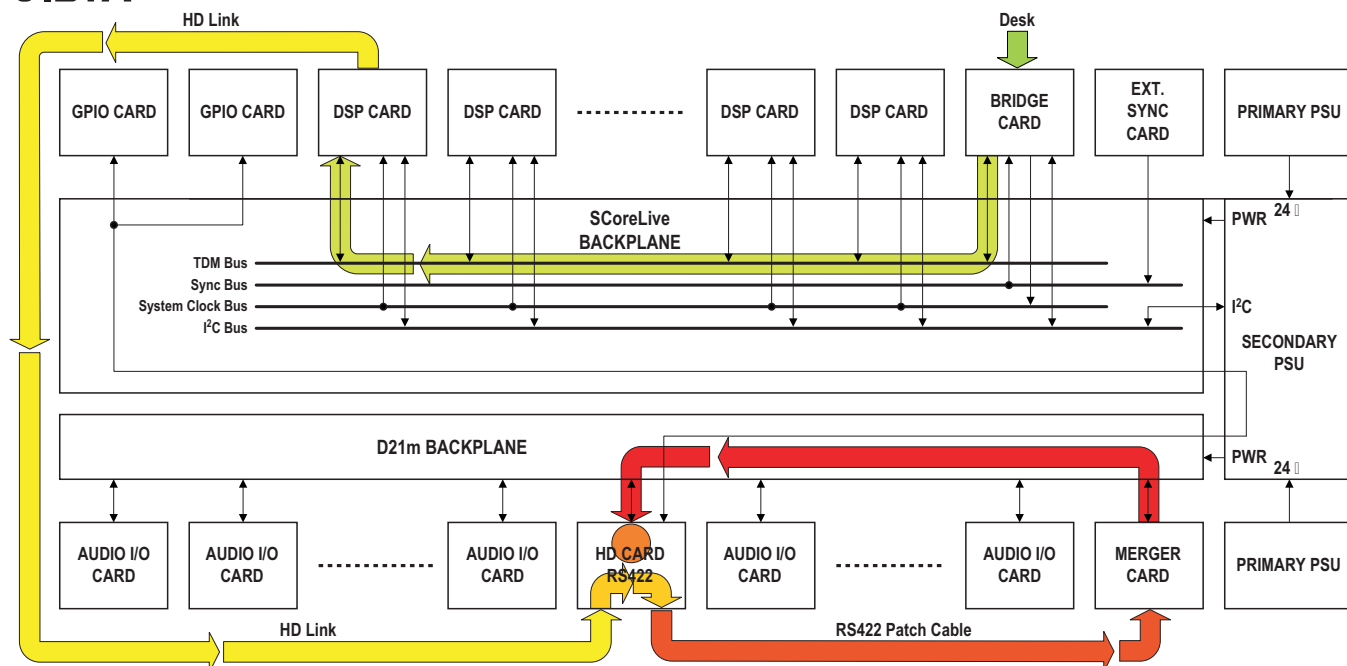 HD Link
Desk
GPIO CARD
GPIO CARD
DSP CARD
DSP CARD
DSP CARD
DSP CARD
BRIDGE
CARD
EXT.
SYNC
CARD
PRIMARY PSU
SCoreLive
BACKPLANE
PWR
24
TDM Bus
Sync Bus
System Clock Bus
I²C Bus
I²C
SECONDARY
PSU
D21m BACKPLANE
PWR
24
AUDIO I/O
CARD
AUDIO I/O
CARD
AUDIO I/O
CARD
HD CARD
RS422
AUDIO I/O
CARD
AUDIO I/O
CARD
MERGER
CARD
PRIMARY PSU
HD Link
RS422 Patch Cable